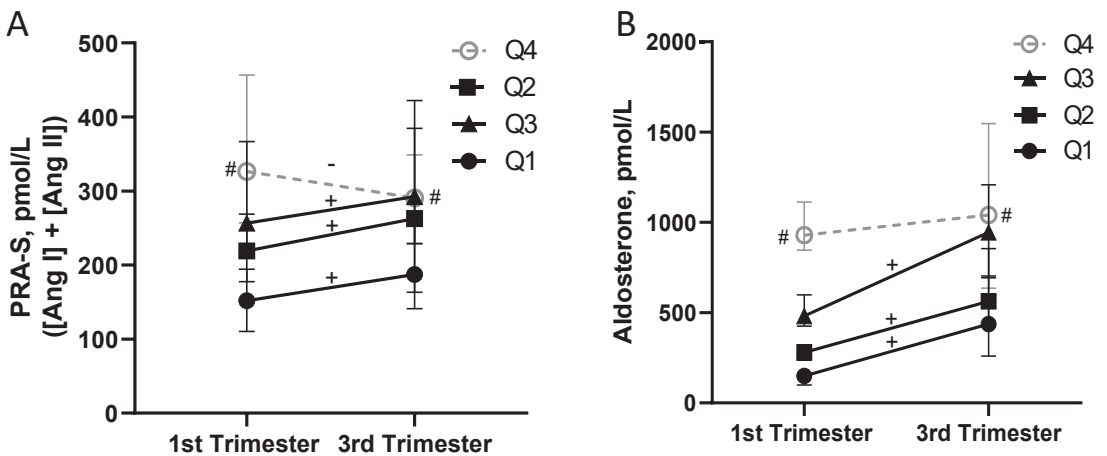 A
PRA-S, pmol/L
([Ang I] + [Ang II])
500
400
300
200
100
0
#
-
+
+
+
#
1st Trimester
3rd Trimester
Q4
Q2
Q3
Q1
B
Aldosterone, pmol/L
2000
1500
1000
500
0
#
+
+
+
#
1st Trimester
3rd Trimester
Q4
Q3
Q2
Q1